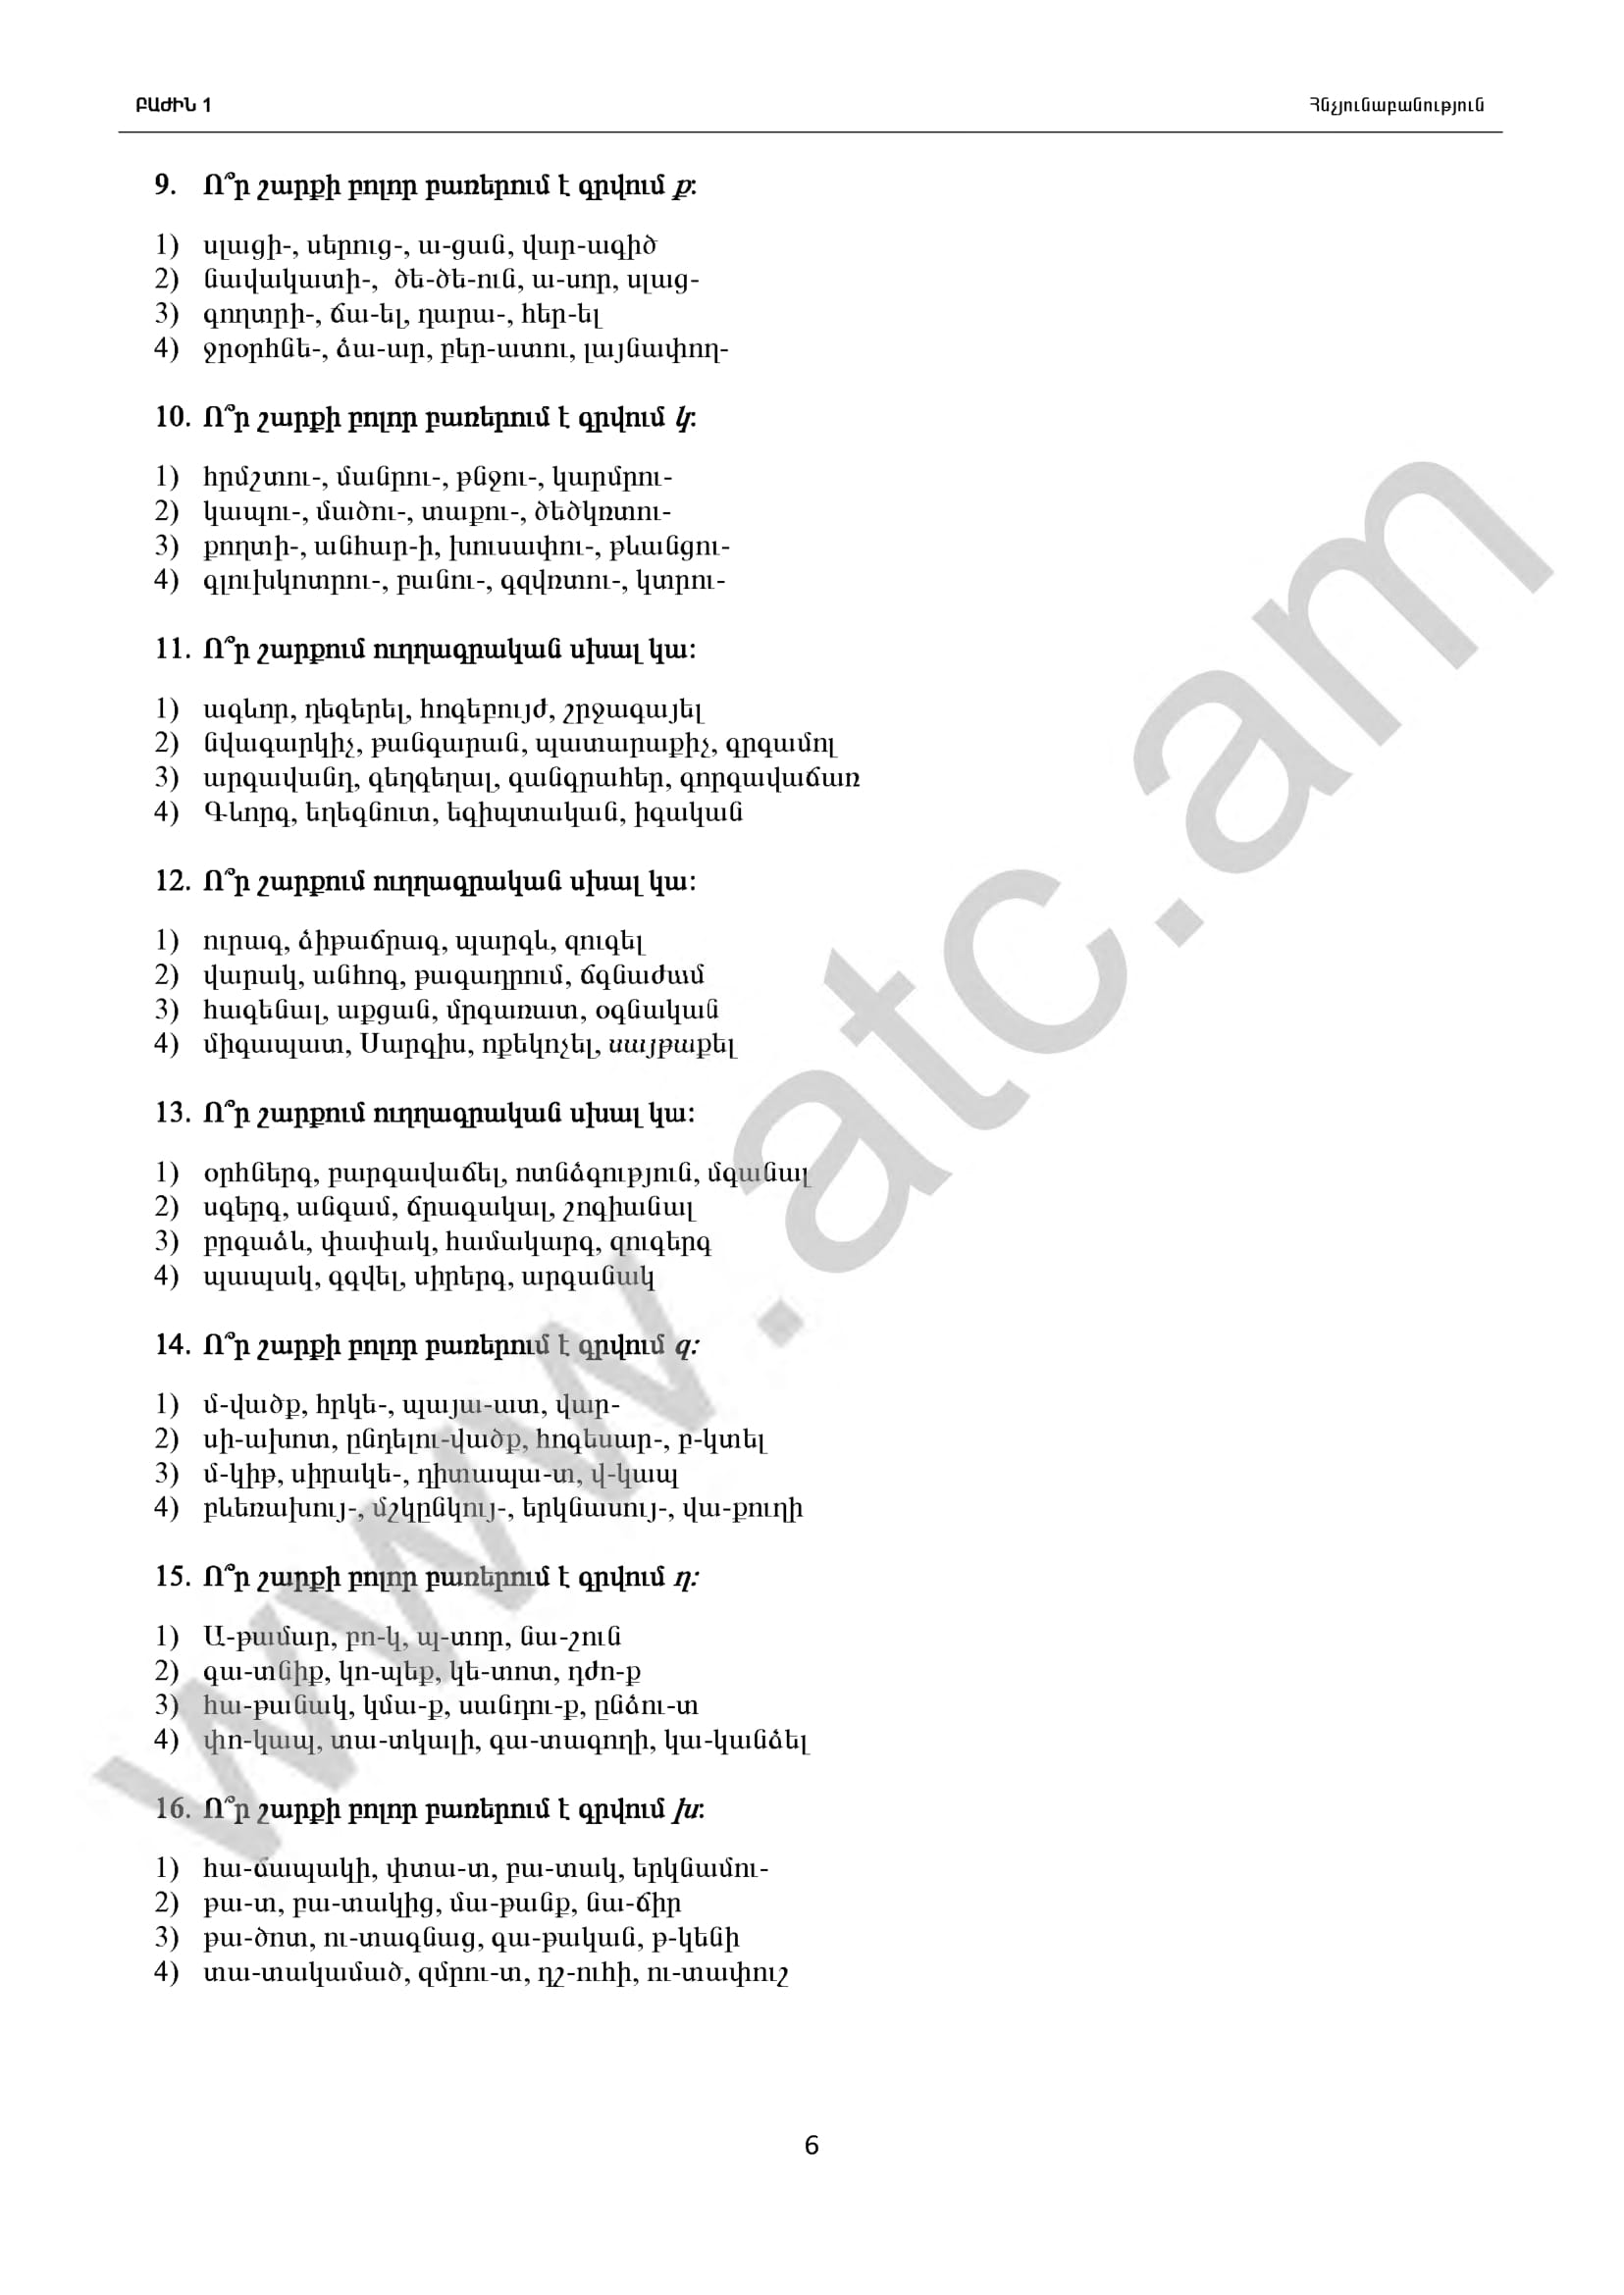 ԲԱԺԻՆ 1 Հնչյունաբանություն
9. Ո՞ր շարքի բոլոր բառերում է գրվում ք:
1) սլացի-, սերուց-, ա-ցան, վար-ագիծ
2) նավակատի-, ծե-ծե-ուն, ա-սոր, սլաց-
3) գողտրի-, ճա-ել, դարա-, հեր-ել
4) ջրօրհնե-, ձա-ար, բեր-ատու, լայնափող-
10. Ո՞ր շարքի բոլոր բառերում է գրվում կ:
1) հրմշտու-, մանրու-, թնջու-, կարմրու-
2) կապու-, մածու-, տաքու-, ծեծկռտու-
3) քողտի-, անհար-ի, խուսափու-, թևանցու-
4) գլուխկոտրու-, բանու-, գզվռտու-, կտրու-
11. Ո՞ր շարքում ուղղագրական սխալ կա:
1) ագևոր, դեգերել, հոգեբույժ, շրջագայել
2) նվագարկիչ, թանգարան, պատարաքիչ, գրգամոլ
3) արգավանդ, գեղգեղալ, գանգրահեր, գորգավաճառ
4) Գևորգ, եղեգնուտ, եգիպտական, իգական
12. Ո՞ր շարքում ուղղագրական սխալ կա:
1) ուրագ, ձիթաճրագ, պարգև, զուգել
2) վարակ, անհոգ, թագադրում, ճգնաժամ
3) հագենալ, աքցան, մրգառատ, օգնական
4) միգապատ, Սարգիս, ոքեկոչել, սայթաքել
13. Ո՞ր շարքում ուղղագրական սխալ կա:
1) օրհներգ, բարգավաճել, ոտնձգություն, մգանալ
2) սգերգ, անգամ, ճրագակալ, շոգիանալ
3) բրգաձև, փափակ, համակարգ, զուգերգ
4) պապակ, գգվել, սիրերգ, արգանակ
14. Ո՞ր շարքի բոլոր բառերում է գրվում զ:
1) մ-վածք, հրկե-, պայա-ատ, վար-
2) սի-ախոտ, ընդելու-վածք, հոգեսար-, բ-կտել
3) մ-կիթ, սիրակե-, դիտապա-տ, վ-կապ
4) բևեռախույ-, մշկընկույ-, երկնասույ-, վա-քուղի
15. Ո՞ր շարքի բոլոր բառերում է գրվում ղ:
1) Ա-թամար, բո-կ, պ-տոր, նա-շուն
2) գա-տնիք, կո-պեք, կե-տոտ, դժո-ք
3) հա-թանակ, կմա-ք, սանդու-ք, ընձու-տ
4) փո-կապ, տա-տկալի, գա-տագողի, կա-կանձել
16. Ո՞ր շարքի բոլոր բառերում է գրվում խ:
1) հա-ճապակի, փտա-տ, բա-տակ, երկնամու-
2) թա-տ, բա-տակից, մա-թանք, նա-ճիր
3) թա-ծոտ, ու-տագնաց, գա-թական, թ-կենի
4) տա-տակամած, զմրու-տ, դշ-ուհի, ու-տափուշ
www.atc.am
6